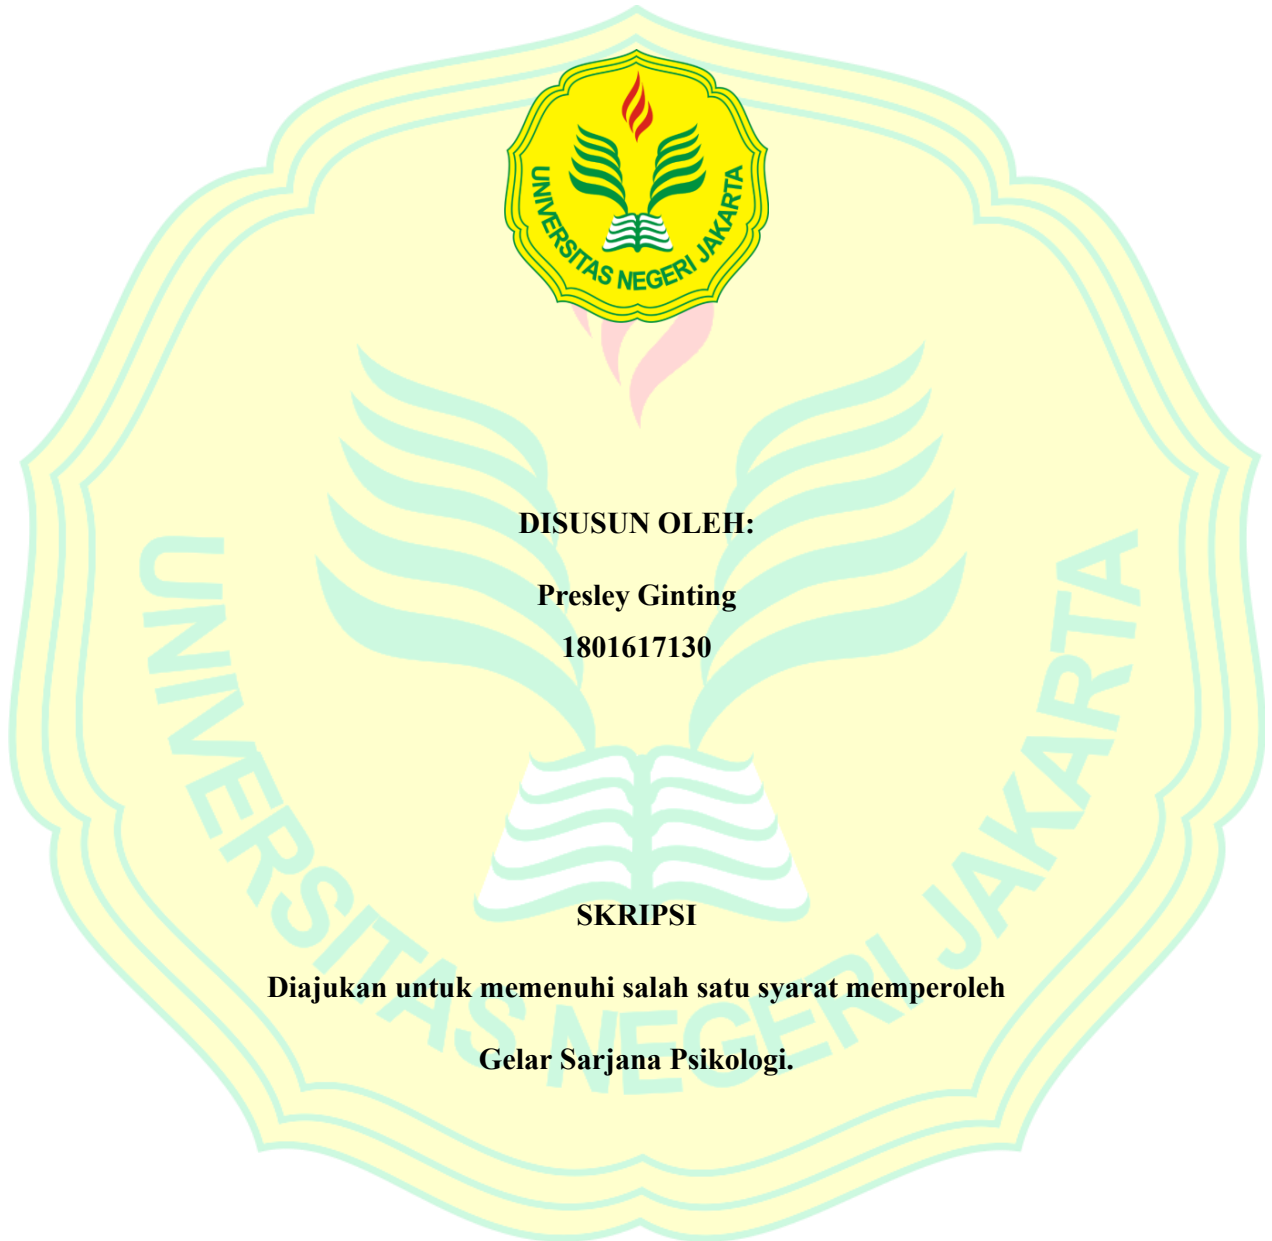 UNIVERSITAS NEGERI JAKARTA
DISUSUN OLEH:
Presley Ginting
1801617130
SKRIPSI
Diajukan untuk memenuhi salah satu syarat memperoleh
Gelar Sarjana Psikologi.
UNIVERSITAS NEGERI JAKARTA